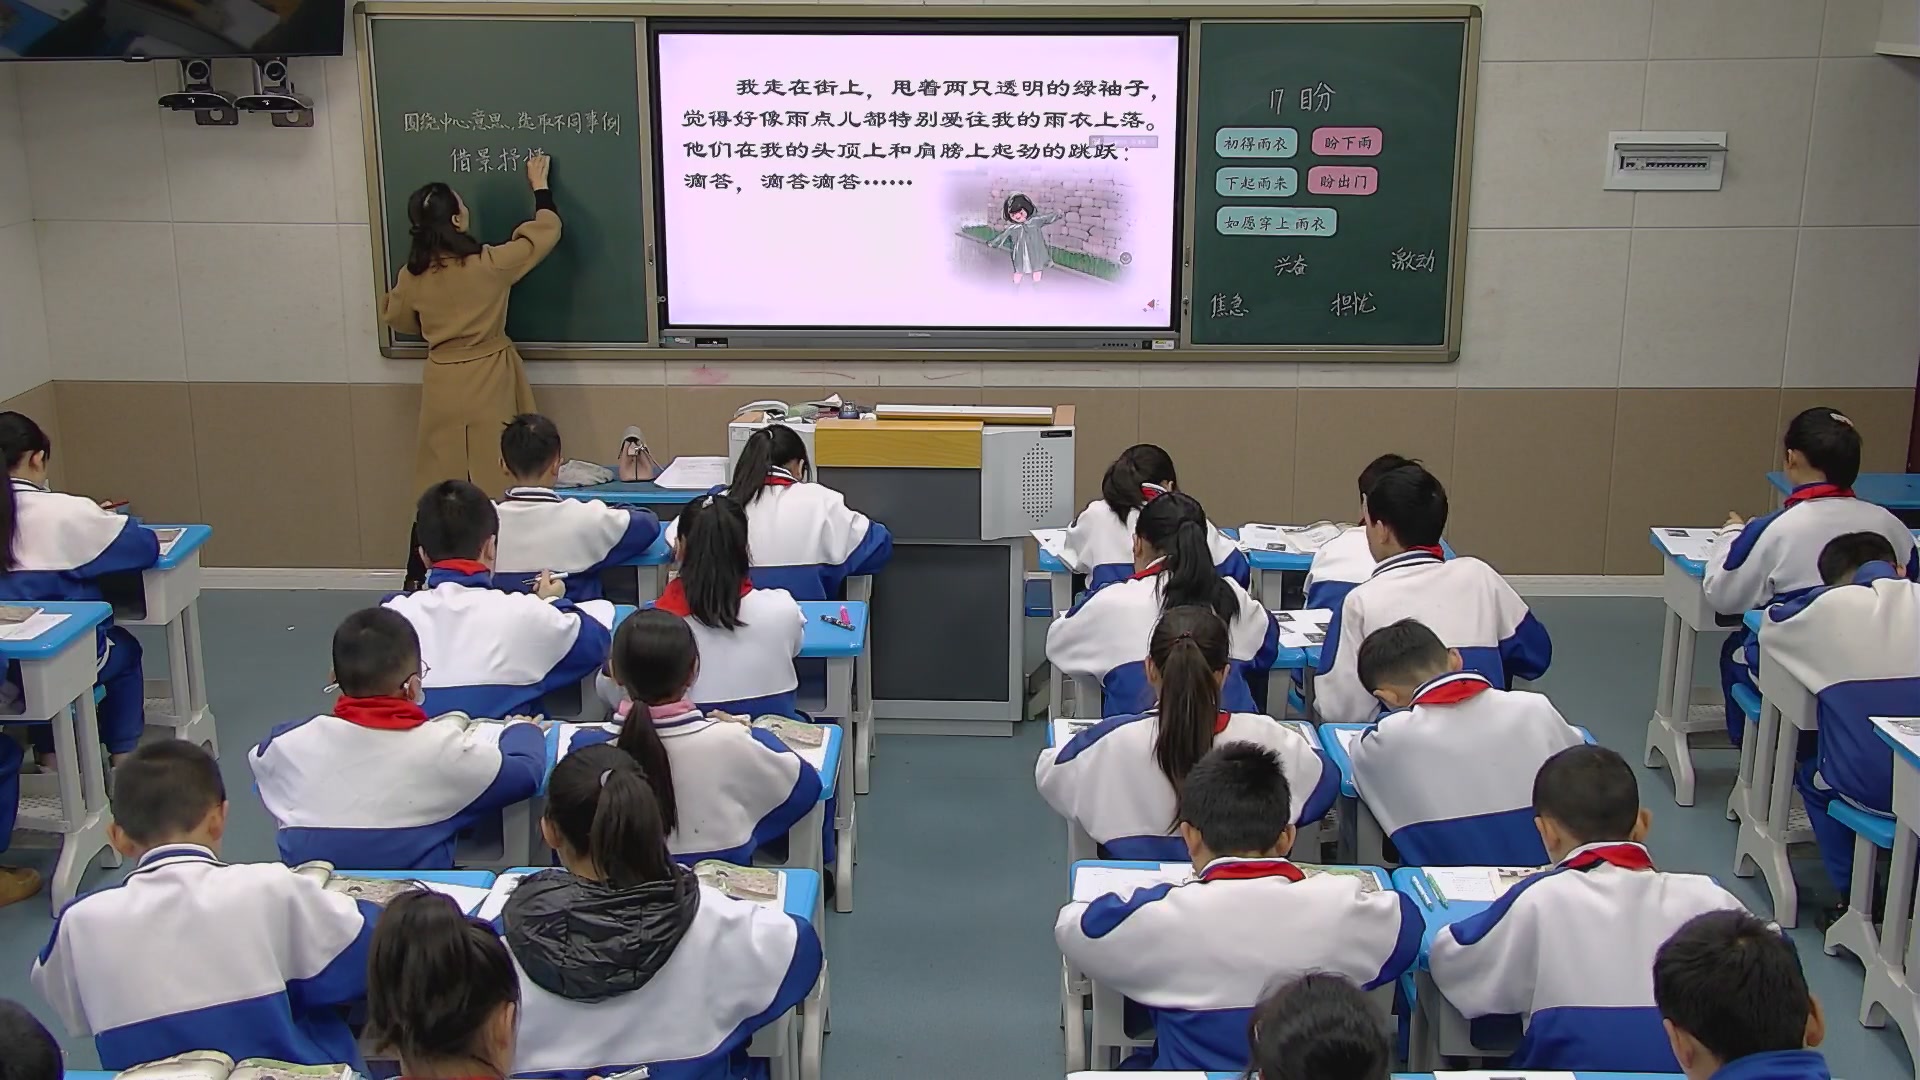 围绕中心意思,选取不同事例
借景抒情
我走在街上，甩着两只透明的绿袖子，
觉得好像雨点儿都特别爱往我的雨衣上落。
他们在我的头顶上和肩膀上起劲的跳跃：
滴答，滴答滴答……
17 盼
初得雨衣 盼下雨
下起雨来 盼出门
如愿穿上雨衣
兴奋 激动
焦急 担忧